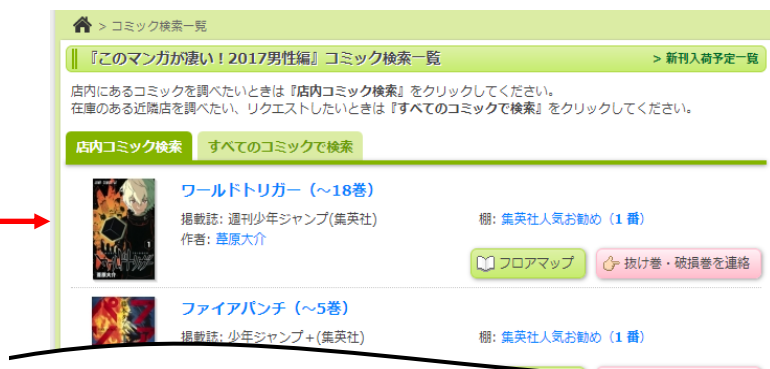 > コミック検索一覧
『このマンガが凄い！2017男性編』コミック検索一覧
> 新刊入荷予定一覧
店内にあるコミックを調べたいときは『店内コミック検索』をクリックしてください。
在庫のある近隣店を調べたい、リクエストしたいときは『すべてのコミックで検索』をクリックしてください。
店内コミック検索 すべてのコミックで検索
ワールドトリガー（～18巻）
掲載誌: 週刊少年ジャンプ(集英社) 棚: 集英社人気お勧め（1 番）
作者: 葦原大介
フロアマップ 抜け巻・破損巻を連絡
ファイアパンチ（～5巻）
掲載誌: 少年ジャンプ＋(集英社) 棚: 集英社人気お勧め（1 番）